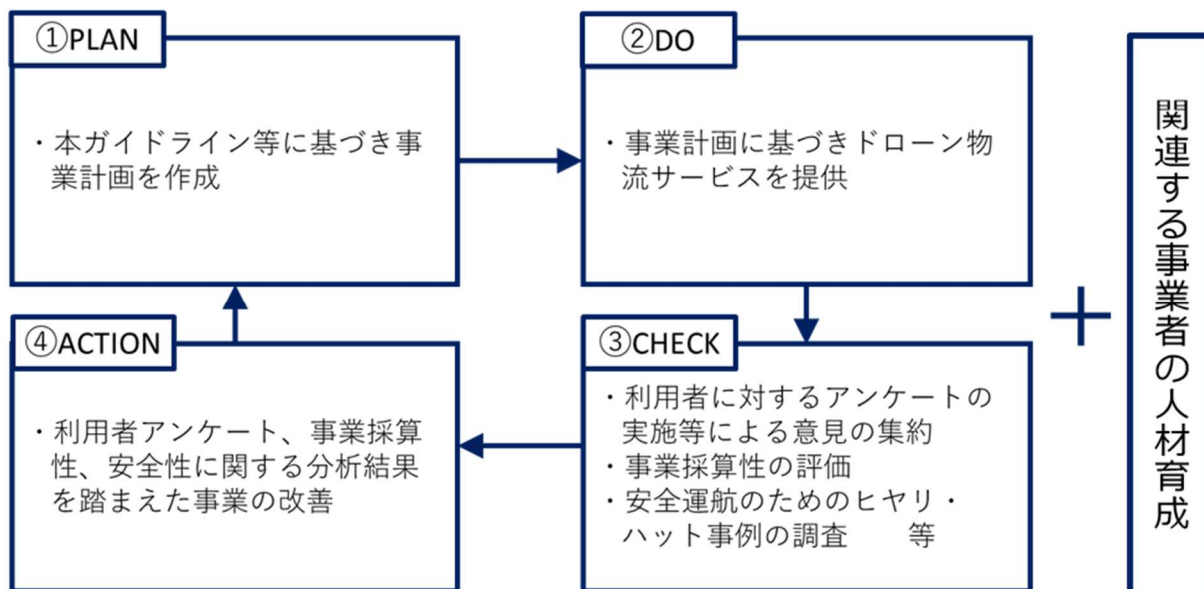 ①PLAN
・本ガイドライン等に基づき事
業計画を作成
②DO
・事業計画に基づきドローン物
流サービスを提供
③CHECK
・利用者に対するアンケートの
実施等による意見の集約
・事業採算性の評価
・安全運航のためのヒヤリ・
ハット事例の調査　　等
④ACTION
・利用者アンケート、事業採算
性、安全性に関する分析結果
を踏まえた事業の改善
＋
関連する事業者の人材育成